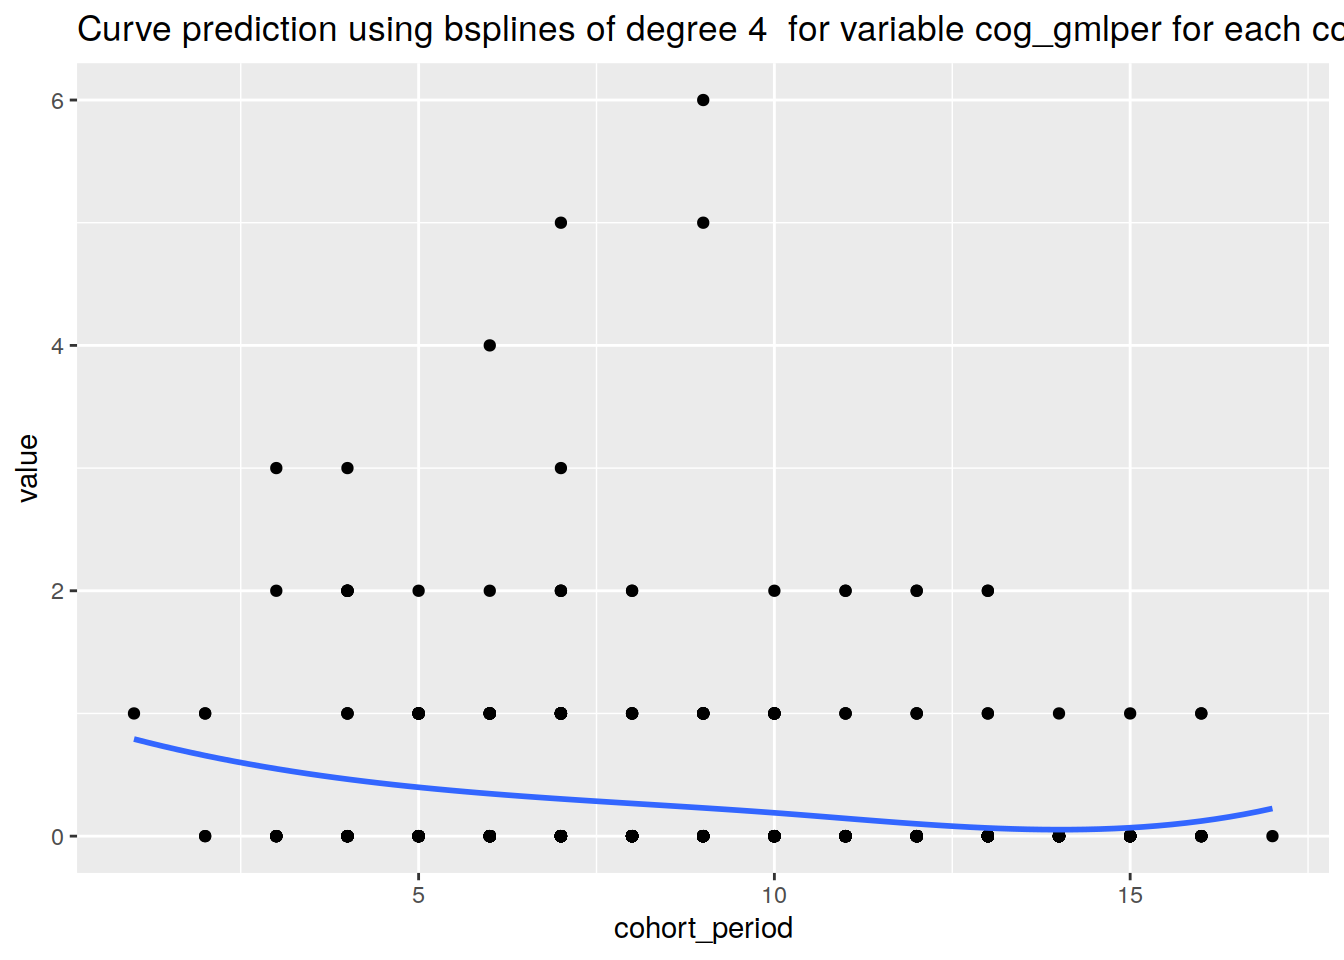 Curve prediction using bsplines of degree 4  for variable cog_gmlper for each
6
4
2
0
value
5
10
15
cohort_period